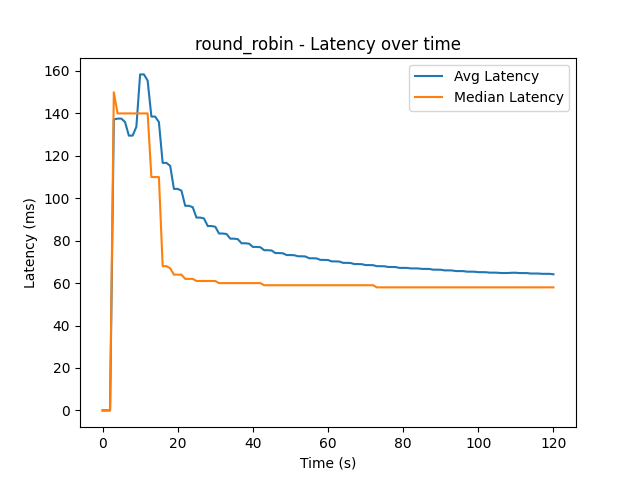 round_robin - Latency over time
Avg Latency
Median Latency
Latency (ms)
160
140
120
100
80
60
40
20
0
0 20 40 60 80 100 120
Time (s)